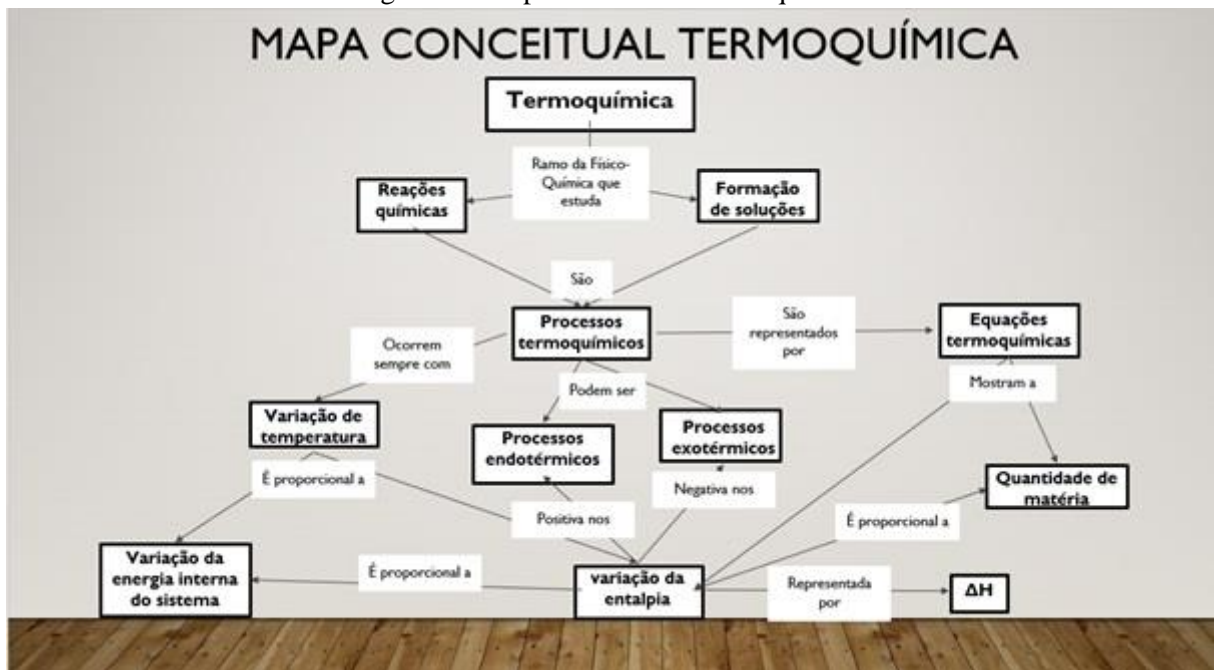 MAPA CONCEITUAL TERMOQUÍMICA
Termoquímica
Ramo da Físico-
Química que
estuda
Reações
químicas
Formação
de soluções
São
Processos
termoquímicos
São
representados
por
Equações
termoquímicas
Ocorrem
sempre com
Podem ser
Mostram a
Variação de
temperatura
Processos
endotérmicos
Processos
exotérmicos
É proporcional a
Negativa nos
Quantidade de
matéria
Positiva nos
É proporcional a
Variação da
energia interna
do sistema
É proporcional a
variação da
entalpia
Representada
por
ΔH